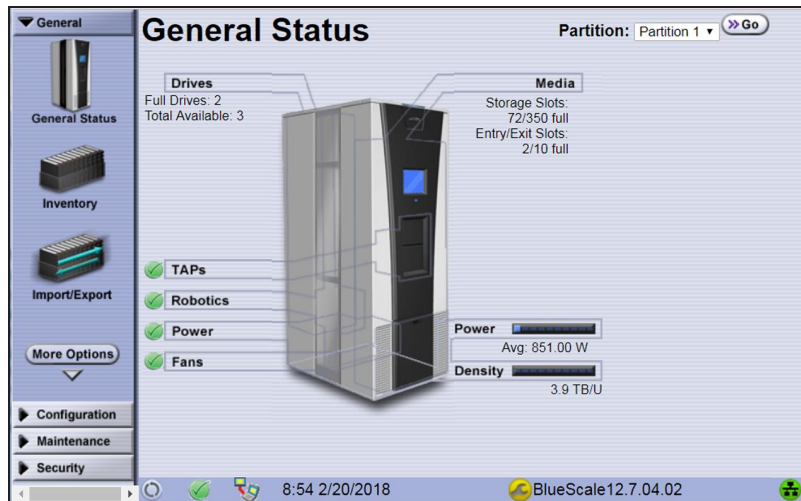 General
General Status
Inventory
Import/Export
More Options
Configuration
Maintenance
Security
General Status
Partition: Partition 1
Go
Drives
Full Drives: 2
Total Available: 3
Media
Storage Slots:
72/350 full
Entry/Exit Slots:
2/10 full
TAPs
Robotics
Power
Fans
Power
Avg: 851.00 W
Density
3.9 TB/U
8:54 2/20/2018
BlueScale12.7.04.02